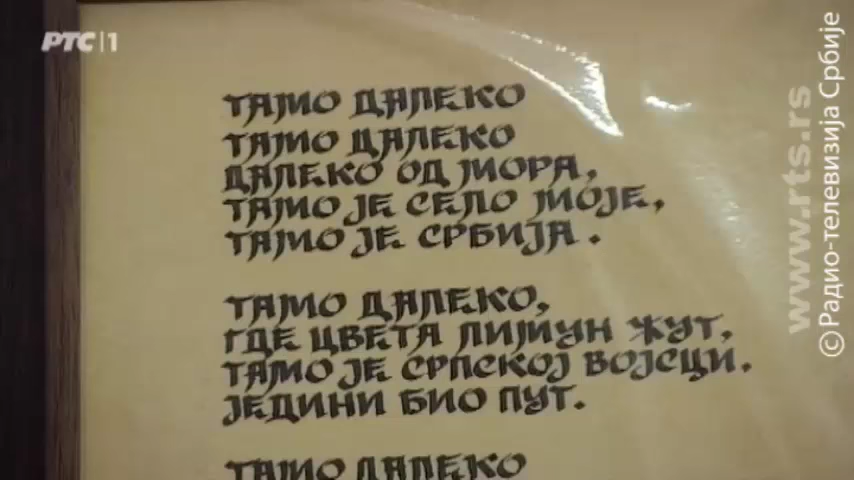 РТС|1
ТАМО ДАЛЕКО
ТАМО ДАЛЕКО
ДАЛЕКО ОД МОРА,
ТАМО ЈЕ СЕЛО МОЈЕ,
ТАМО ЈЕ СРБИЈА.
ТАМО ДАЛЕКО,
ГДЕ ЦВЕТА ЛИМУН ЖУТ,
ТАМО ЈЕ СРПСКОЈ ВОЈСЦИ.
ЈЕДИНИ БИО ПУТ.
ТАМО ДАЛЕКО
www.rts.rs
© Радио-телевизија Србије